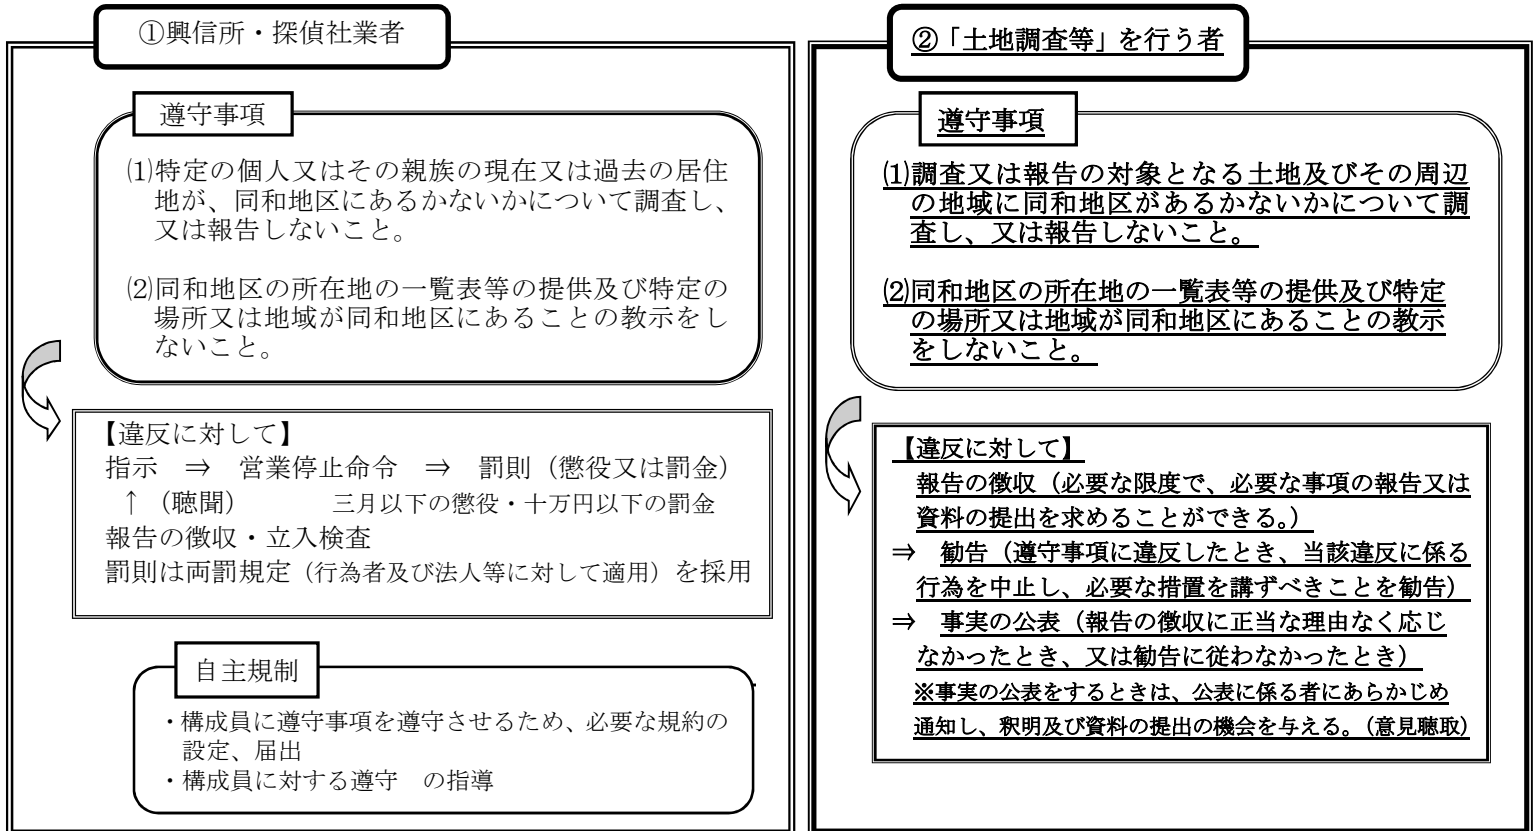 ①興信所・探偵社業者
遵守事項
⑴特定の個人又はその親族の現在又は過去の居住
地が、同和地区にあるかないかについて調査し、
又は報告しないこと。
⑵同和地区の所在地の一覧表等の提供及び特定の
場所又は地域が同和地区にあることの教示をし
ないこと。
【違反に対して】
指示　⇒　営業停止命令　⇒　罰則（懲役又は罰金）
↑　（聴聞）　　　　三月以下の懲役・十万円以下の罰金
報告の徴収・立入検査
罰則は両罰規定（行為者及び法人等に対して適用）を採用
自主規制
・構成員に遵守事項を遵守させるため、必要な規約の
設定、届出
・構成員に対する遵守　の指導
②「土地調査等」を行う者
遵守事項
⑴調査又は報告の対象となる土地及びその周辺
の地域に同和地区があるかないかについて調
査し、又は報告しないこと。
⑵同和地区の所在地の一覧表等の提供及び特定
の場所又は地域が同和地区にあることの教示
をしないこと。
【違反に対して】
報告の徴収（必要な限度で、必要な事項の報告又は
資料の提出を求めることができる。）
⇒　勧告（遵守事項に違反したとき、当該違反に係る
行為を中止し、必要な措置を講ずべきことを勧告）
⇒　事実の公表（報告の徴収に正当な理由なく応じ
なかったとき、又は勧告に従わなかったとき）
※事実の公表をするときは、公表に係る者にあらかじめ
通知し、釈明及び資料の提出の機会を与える。（意見聴取）